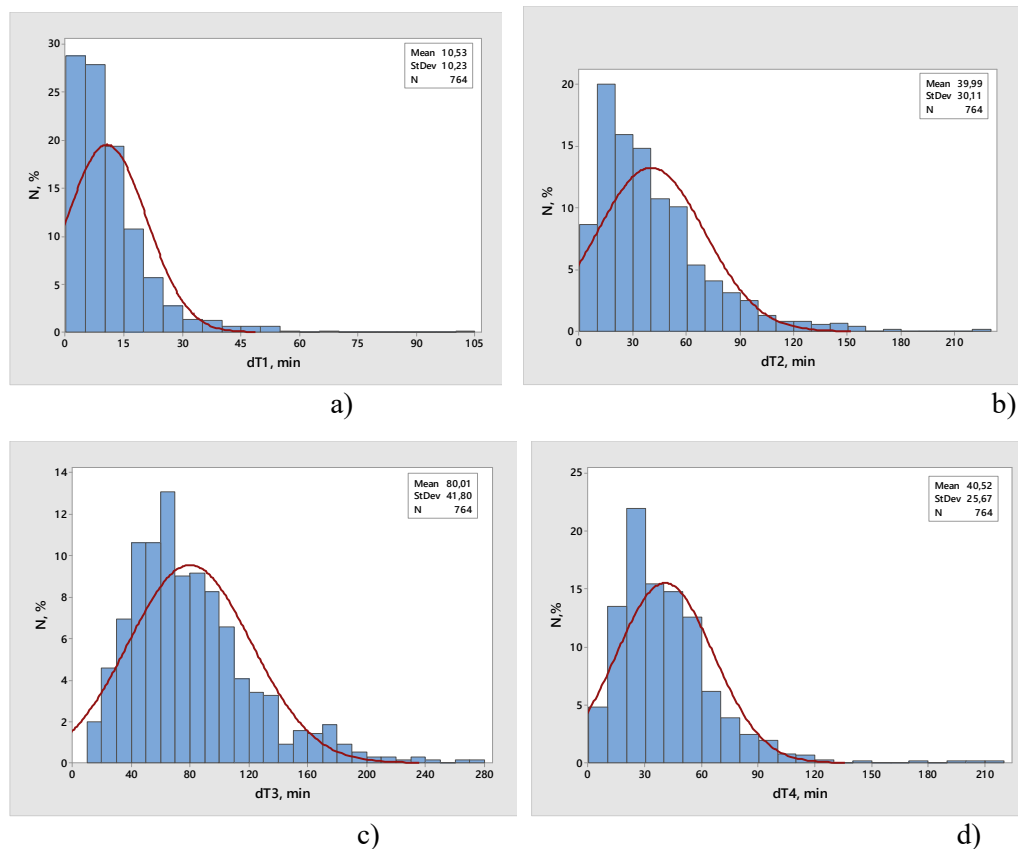 Mean 10,53
StDev 10,23
N 764
30
25
20
15
10
5
0
N, %
0 15 30 45 60 75 90 105
dT1, min
a)
Mean 39,99
StDev 30,11
N 764
20
15
10
5
0
N, %
0 30 60 90 120 150 180 210
dT2, min
b)
Mean 80,01
StDev 41,80
N 764
14
12
10
8
6
4
2
0
N, %
0 40 80 120 160 200 240 280
dT3, min
c)
Mean 40,52
StDev 25,67
N 764
25
20
15
10
5
0
N,%
0 30 60 90 120 150 180 210
dT4, min
d)